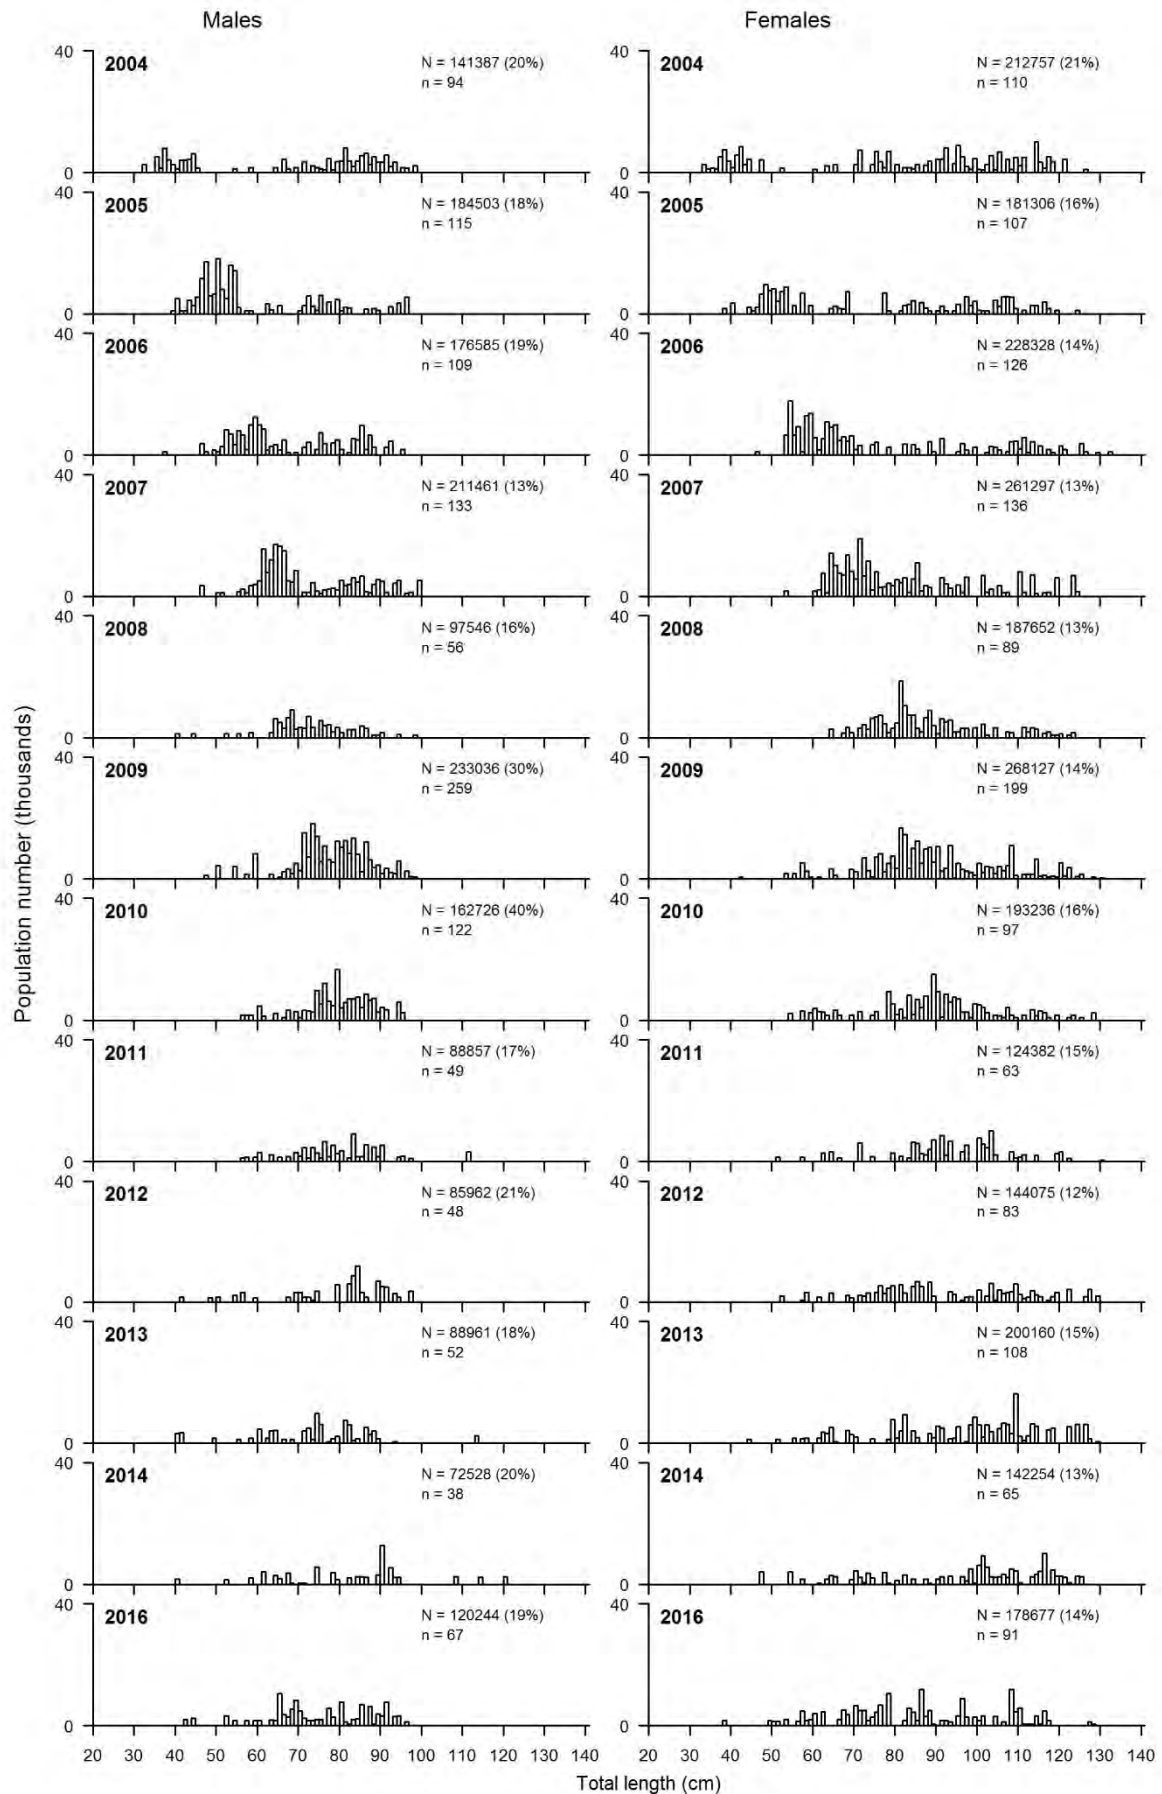 Males Females
40 2004 N = 141387 (20%) 40 2004 N = 212757 (21%)
n = 94 n = 110
0 0
40 2005 N = 184503 (18%) 40 2005 N = 181306 (16%)
n = 115 n = 107
0 0
40 2006 N = 176585 (19%) 40 2006 N = 228328 (14%)
n = 109 n = 126
0 0
40 2007 N = 211461 (13%) 40 2007 N = 261297 (13%)
n = 133 n = 136
0 0
40 2008 N = 97546 (16%) 40 2008 N = 187652 (13%)
n = 56 n = 89
0 0
40 2009 N = 233036 (30%) 40 2009 N = 268127 (14%)
n = 259 n = 199
0 0
Population number (thousands)
40 2010 N = 162726 (40%) 40 2010 N = 193236 (16%)
n = 122 n = 97
0 0
40 2011 N = 88857 (17%) 40 2011 N = 124382 (15%)
n = 49 n = 63
0 0
40 2012 N = 85962 (21%) 40 2012 N = 144075 (12%)
n = 48 n = 83
0 0
40 2013 N = 88961 (18%) 40 2013 N = 200160 (15%)
n = 52 n = 108
0 0
40 2014 N = 72528 (20%) 40 2014 N = 142254 (13%)
n = 38 n = 65
0 0
40 2016 N = 120244 (19%) 40 2016 N = 178677 (14%)
n = 67 n = 91
0 0
20 30 40 50 60 70 80 90 100 110 120 130 140 20 30 40 50 60 70 80 90 100 110 120 130 140
Total length (cm)